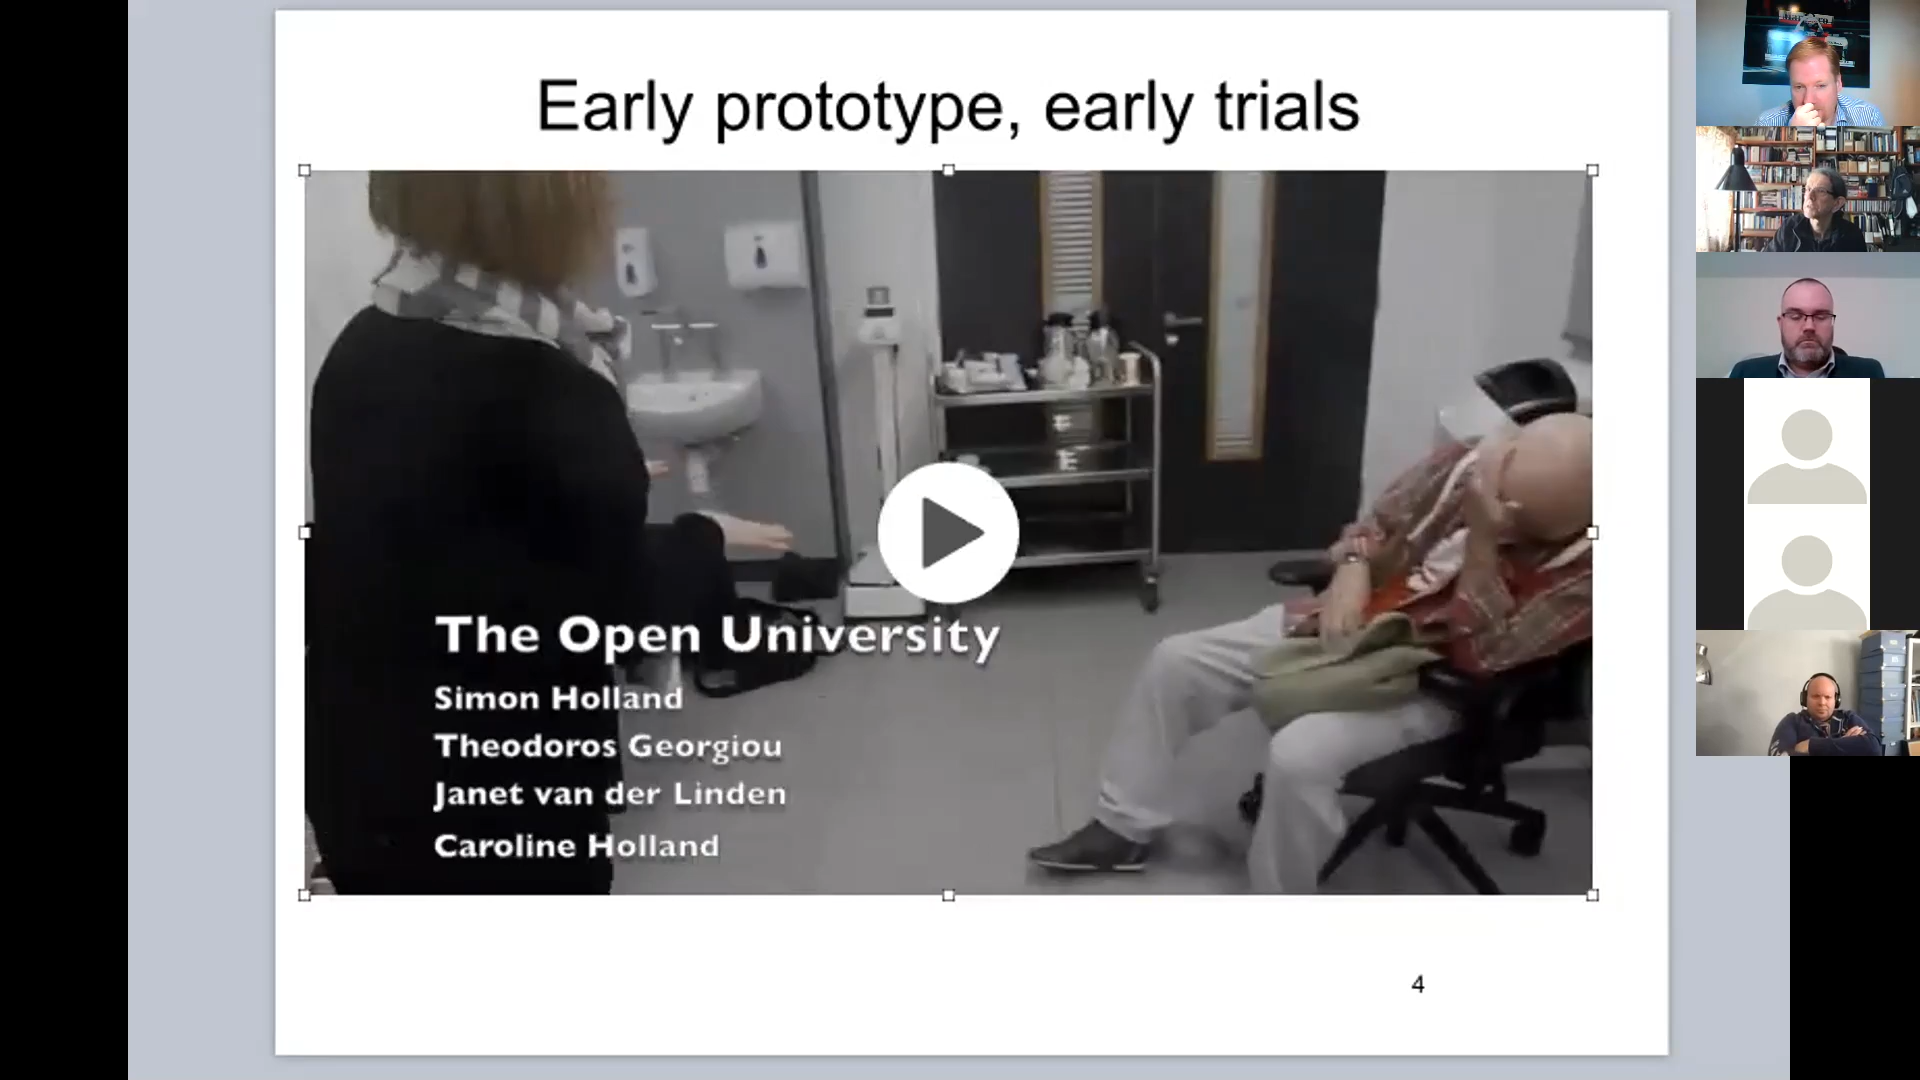 Early prototype, early trials
The Open University
Simon Holland
Theodoros Georgiou
Janet van der Linden
Caroline Holland
4